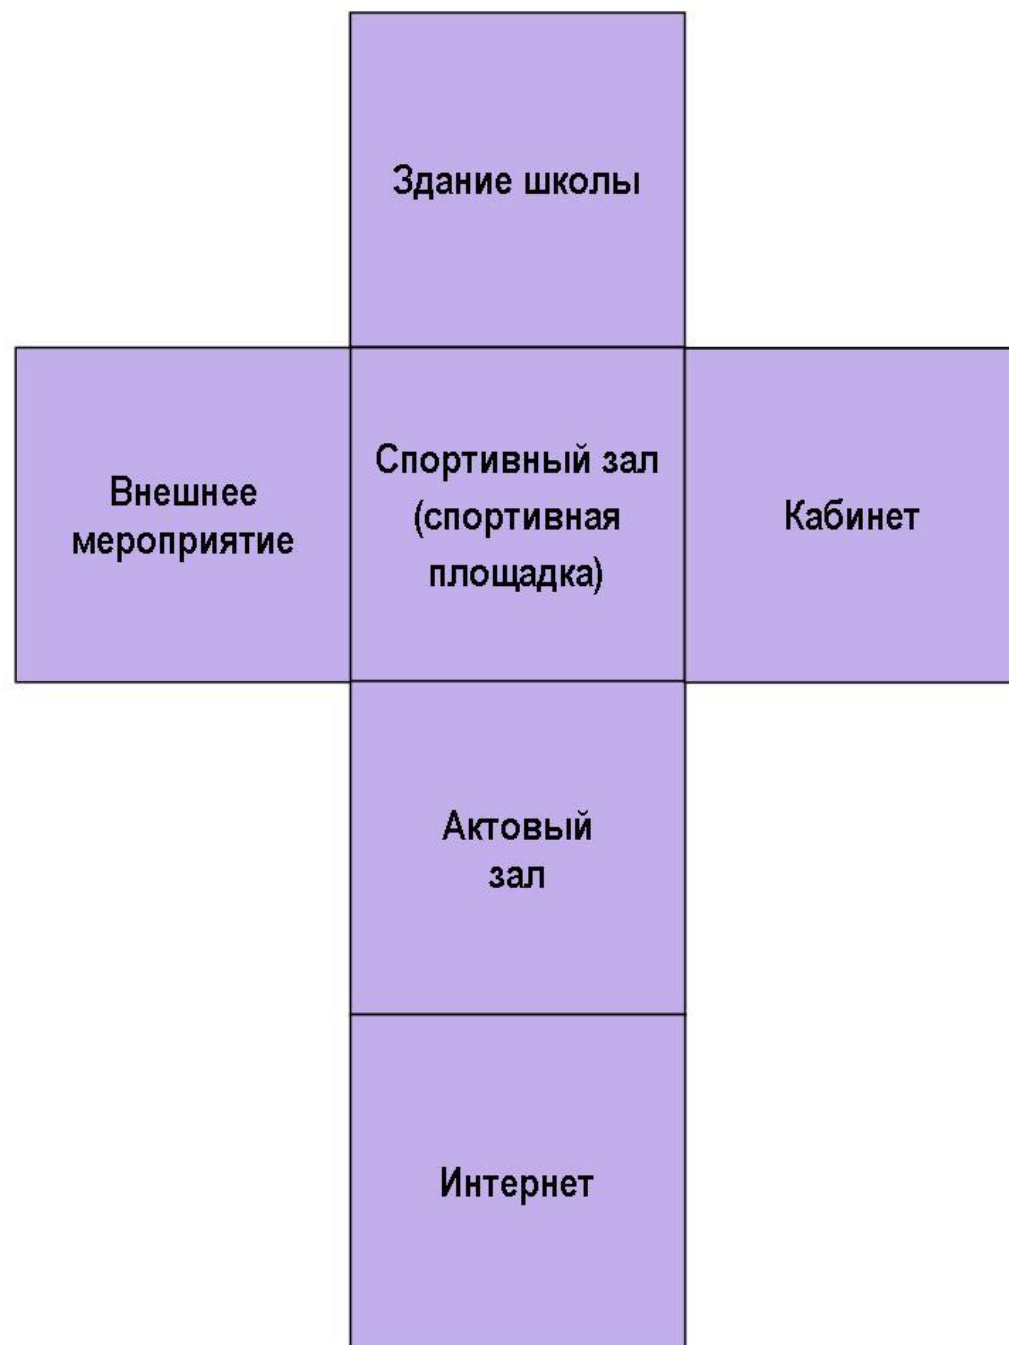 Здание школы
Внешнее
мероприятие
Спортивный зал
(спортивная
площадка)
Кабинет
Актовый
зал
Интернет